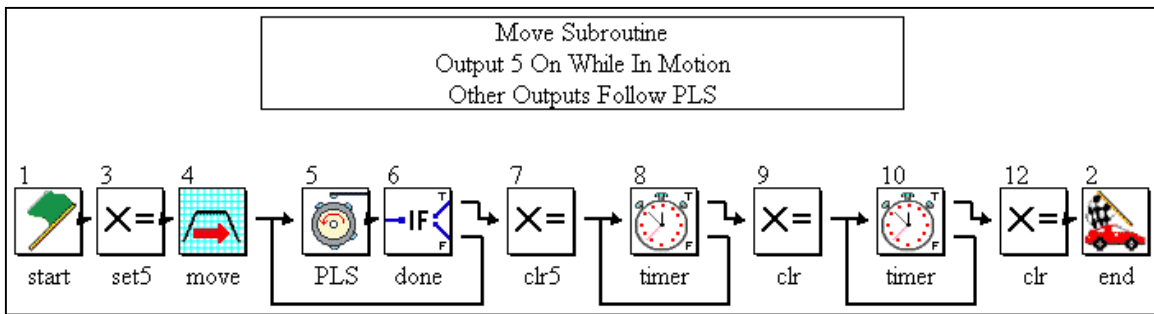 Move Subroutine
Output 5 On While In Motion
Other Outputs Follow PLS
1 3 4 5 6 7 8 9 10 12 2
X= X= IF T F X= T F X= T F X=
start set5 move PLS done clr5 timer clr timer clr end